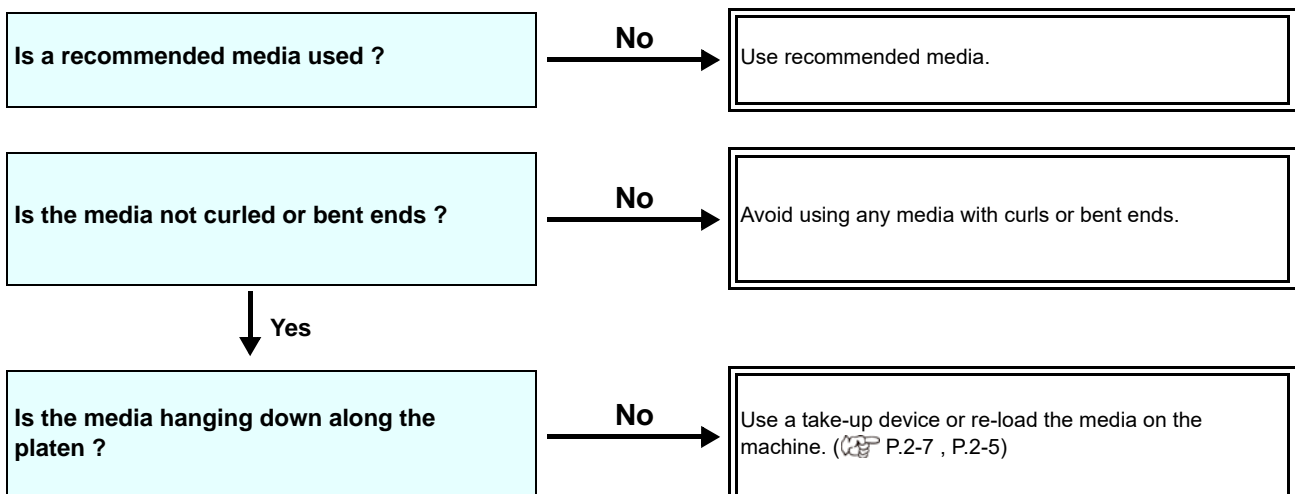 Is a recommended media used ?
No
Use recommended media.
Is the media not curled or bent ends ?
No
Avoid using any media with curls or bent ends.
Yes
Is the media hanging down along the
platen ?
No
Use a take-up device or re-load the media on the
machine. ( P.2-7 , P.2-5)